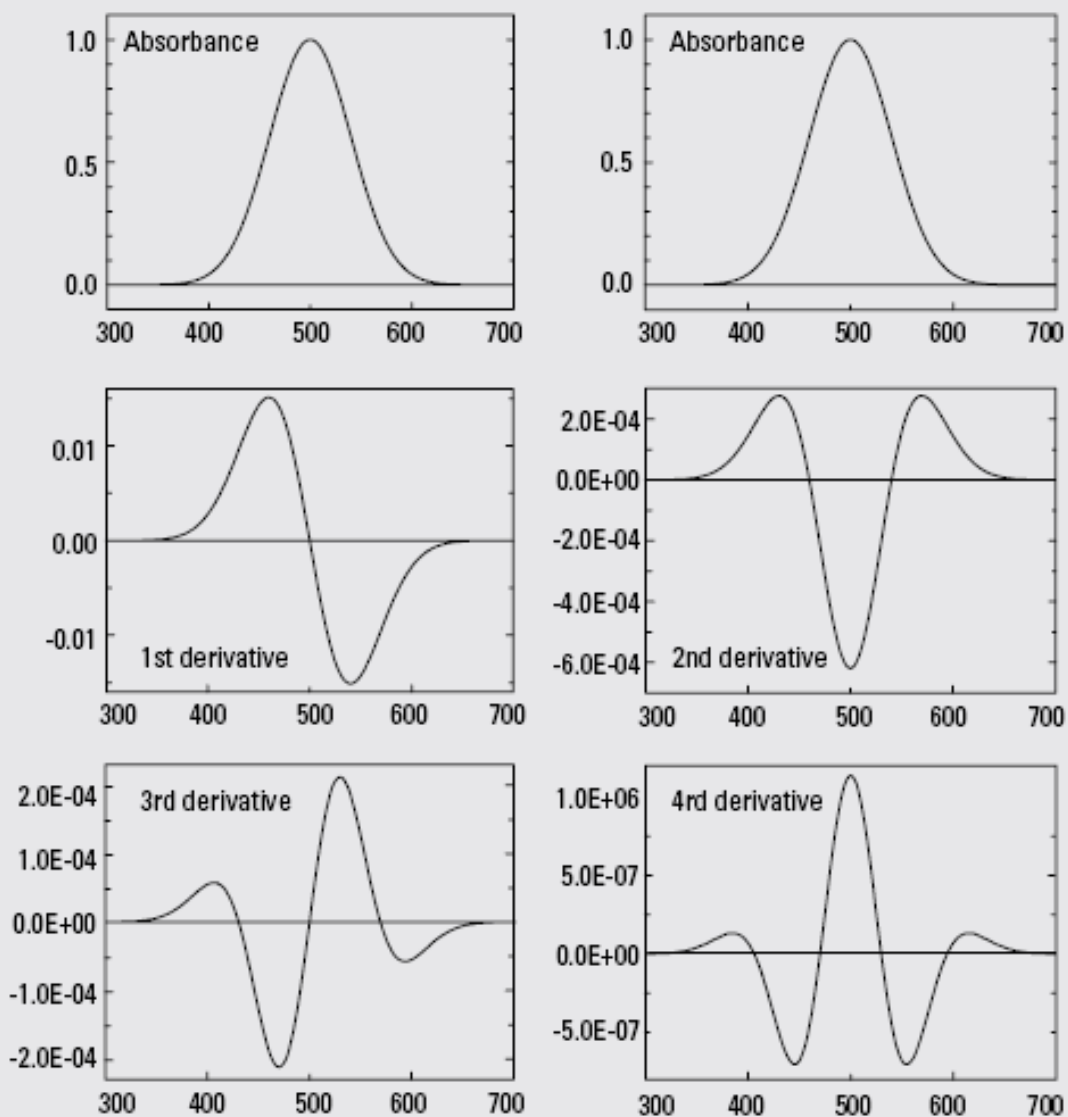 Absorbance
1.0
0.5
0.0
300 400 500 600 700
Absorbance
1.0
0.5
0.0
300 400 500 600 700
0.01
0.00
-0.01
1st derivative
300 400 500 600 700
2.0E-04
0.0E+00
-2.0E-04
-4.0E-04
-6.0E-04
2nd derivative
300 400 500 600 700
2.0E-04
3rd derivative
1.0E-04
0.0E+00
-1.0E-04
-2.0E-04
300 400 500 600 700
1.0E+06
4rd derivative
5.0E-07
0.0E+00
-5.0E-07
300 400 500 600 700